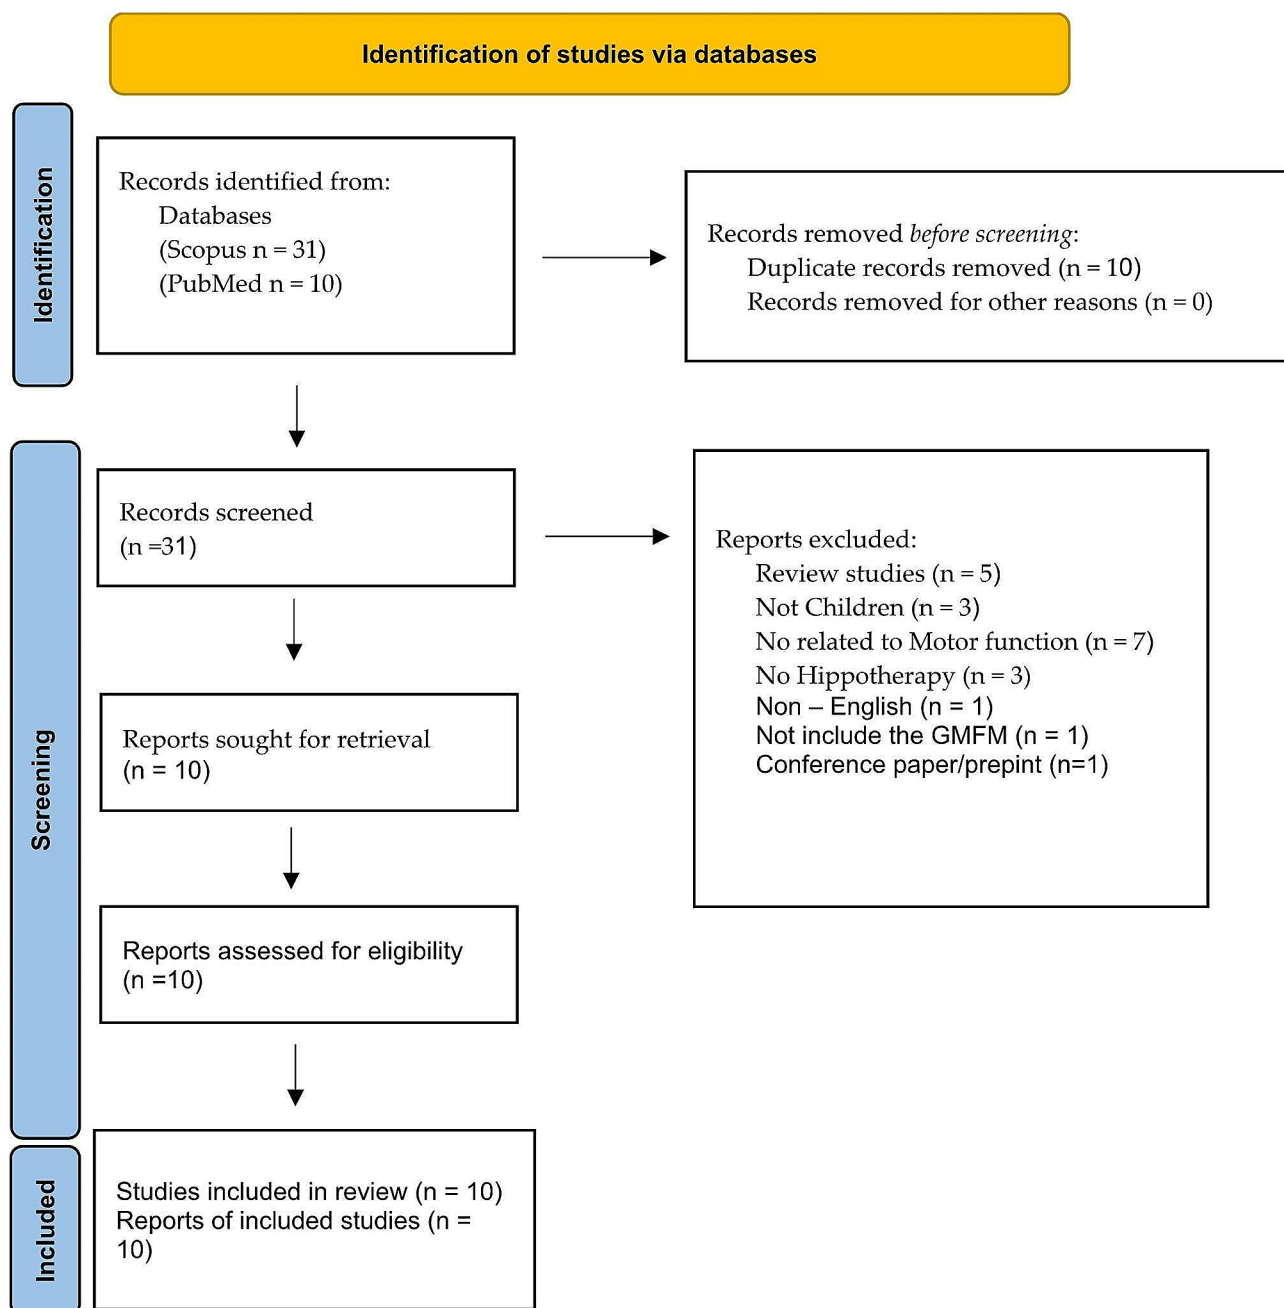 Identification of studies via databases
Identification
Records identified from:
Databases
(Scopus n = 31)
(PubMed n = 10)
Records removed before screening:
Duplicate records removed (n = 10)
Records removed for other reasons (n = 0)
Screening
Records screened
(n =31)
Reports excluded:
Review studies (n = 5)
Not Children (n = 3)
No related to Motor function (n = 7)
No Hippotherapy (n = 3)
Non – English (n = 1)
Not include the GMFM (n = 1)
Conference paper/prepint (n=1)
Reports sought for retrieval
(n = 10)
Reports assessed for eligibility
(n =10)
Included
Studies included in review (n = 10)
Reports of included studies (n =
10)